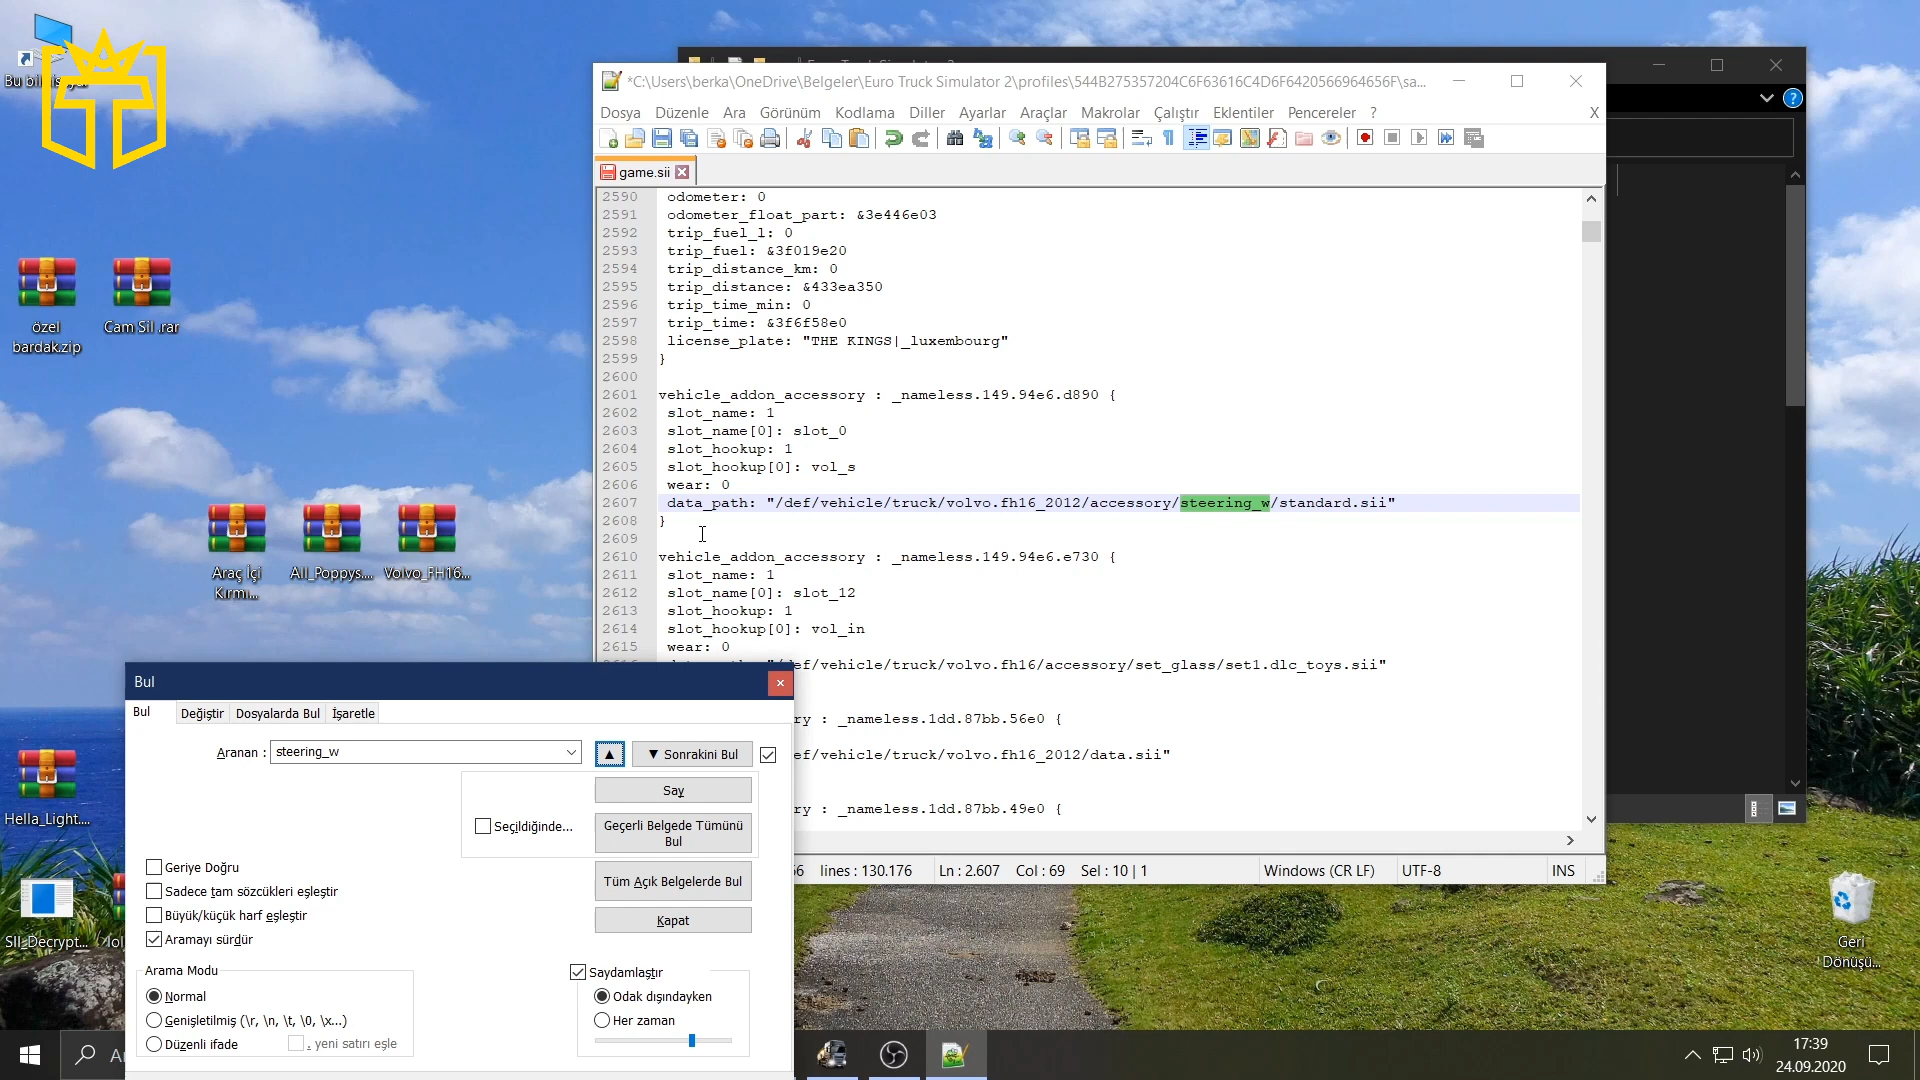 özel
bardak.zip
Cam Sil .rar
Araç İçi
Kırmı...
All_Poppys....
Volvo_FH16...
Hella_Light....
SII_Decrypt...
Geri
Dönüşü...
*C:\Users\berka\OneDrive\Belgeler\Euro Truck Simulator 2\profiles\544B275357204C6F63616C4D6F6420566964656F\sa...
Dosya Düzenle Ara Görünüm Kodlama Diller Ayarlar Araçlar Makrolar Çalıştır Eklentiler Pencereler ? X
game.sii
2590 odometer: 0
2591 odometer_float_part: &3e446e03
2592 trip_fuel_l: 0
2593 trip_fuel: &3f019e20
2594 trip_distance_km: 0
2595 trip_distance: &433ea350
2596 trip_time_min: 0
2597 trip_time: &3f6f58e0
2598 license_plate: "THE KINGS|_luxembourg"
2599 }
2600
2601 vehicle_addon_accessory : _nameless.149.94e6.d890 {
2602 slot_name: 1
2603 slot_name[0]: slot_0
2604 slot_hookup: 1
2605 slot_hookup[0]: vol_s
2606 wear: 0
2607 data_path: "/def/vehicle/truck/volvo.fh16_2012/accessory/steering_w/standard.sii"
2608 }
2609
2610 vehicle_addon_accessory : _nameless.149.94e6.e730 {
2611 slot_name: 1
2612 slot_name[0]: slot_12
2613 slot_hookup: 1
2614 slot_hookup[0]: vol_in
2615 wear: 0
ef/vehicle/truck/volvo.fh16/accessory/set_glass/set1.dlc_toys.sii"
ry : _nameless.1dd.87bb.56e0 {
ef/vehicle/truck/volvo.fh16_2012/data.sii"
ry : _nameless.1dd.87bb.49e0 {
lines : 130.176 Ln : 2.607 Col : 69 Sel : 10 | 1 Windows (CR LF) UTF-8 INS
Bul
Bul Değiştir Dosyalarda Bul İşaretle
Aranan : steering_w ▲ ▼ Sonrakini Bul
Say
Seçildiğinde...
Geçerli Belgede Tümünü
Bul
Geriye Doğru
Tüm Açık Belgelerde Bul
Sadece tam sözcükleri eşleştir
Büyük/küçük harf eşleştir
Kapat
Aramayı sürdür
Arama Modu
Normal
Genişletilmiş (\r, \n, \t, \0, \x...)
Düzenli ifade
. yeni satırı eşle
Saydamlaştır
Odak dışındayken
Her zaman
17:39
24.09.2020